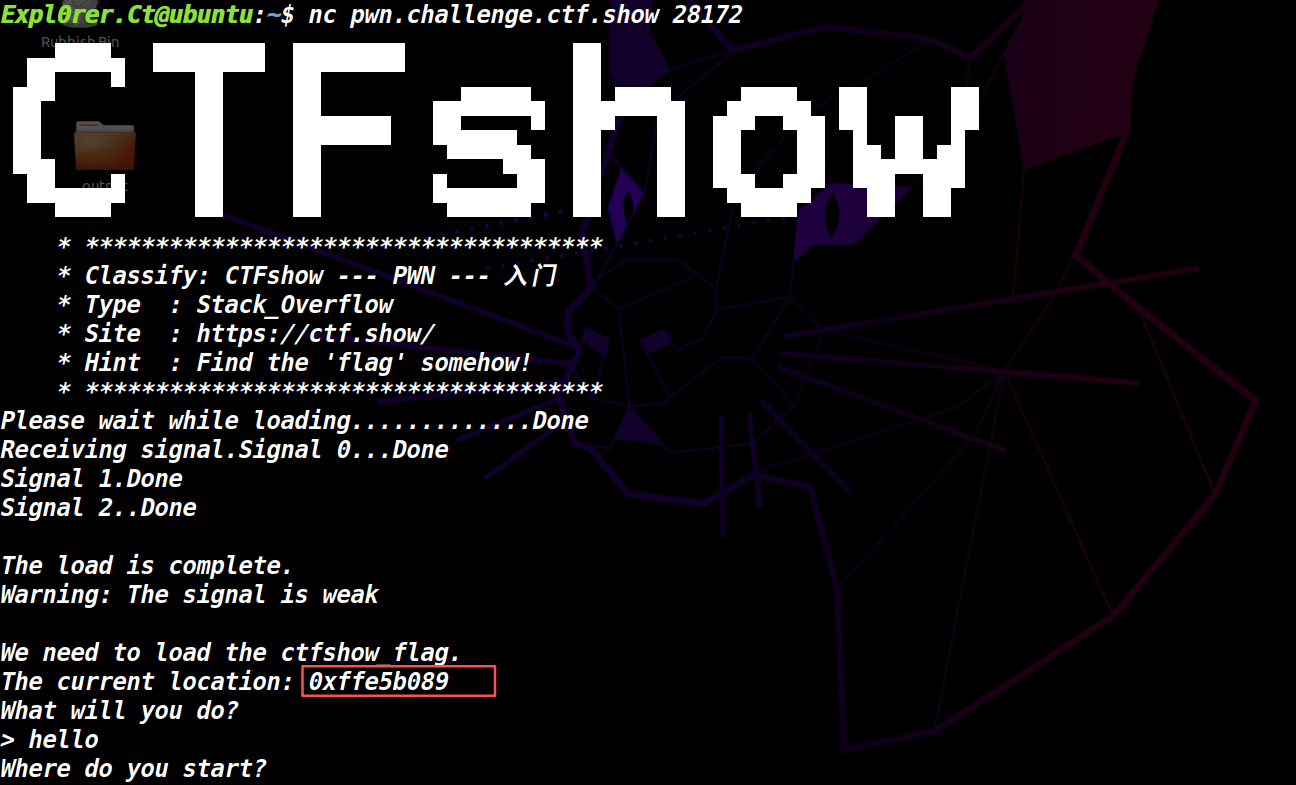 Expl0rer.Ct@ubuntu:~$ nc pwn.challenge.ctf.show 28172
Rubbish Bin
CTFshow
* *************************************
* Classify: CTFshow --- PWN --- 入门
* Type  : Stack_Overflow
* Site  : https://ctf.show/
* Hint  : Find the 'flag' somehow!
* *************************************
Please wait while loading.............Done
Receiving signal.Signal 0...Done
Signal 1.Done
Signal 2..Done
The load is complete.
Warning: The signal is weak
We need to load the ctfshow_flag.
The current location: 0xffe5b089
What will you do?
> hello
Where do you start?